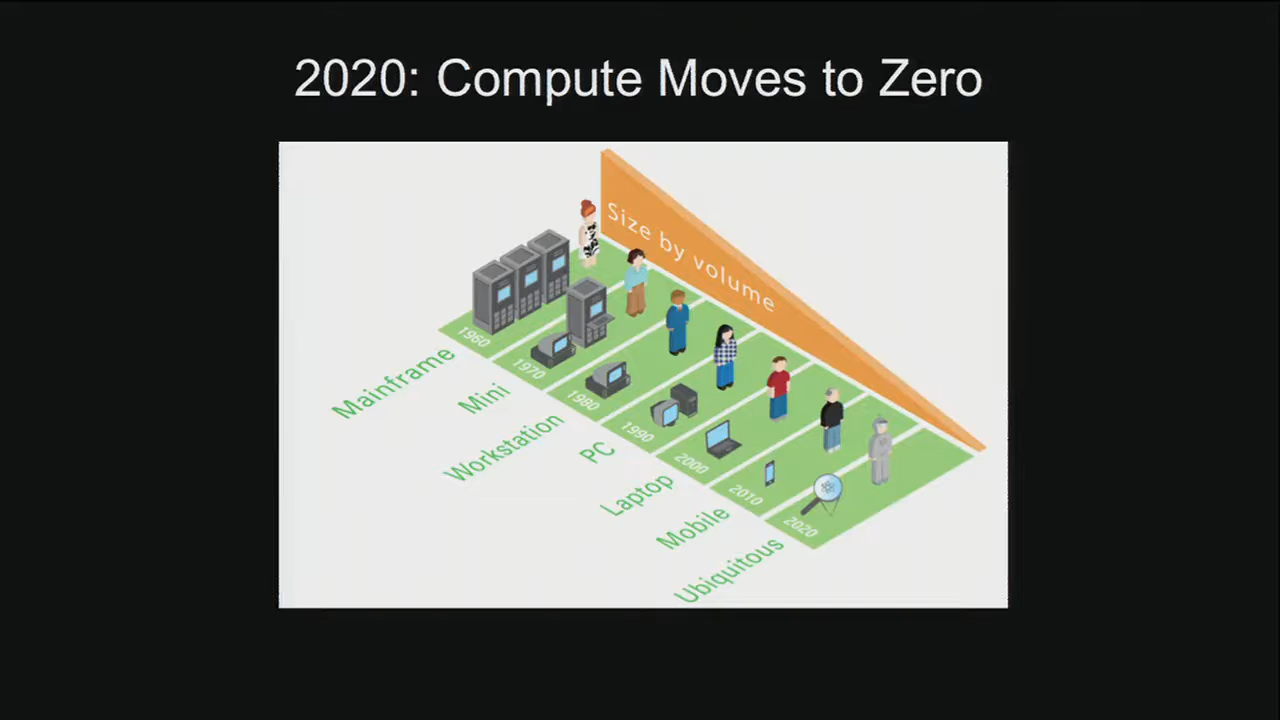 2020: Compute Moves to Zero
Size by volume
1960
1970
1980
1990
2000
2010
2020
Mainframe
Mini
Workstation
PC
Laptop
Mobile
Ubiquitous